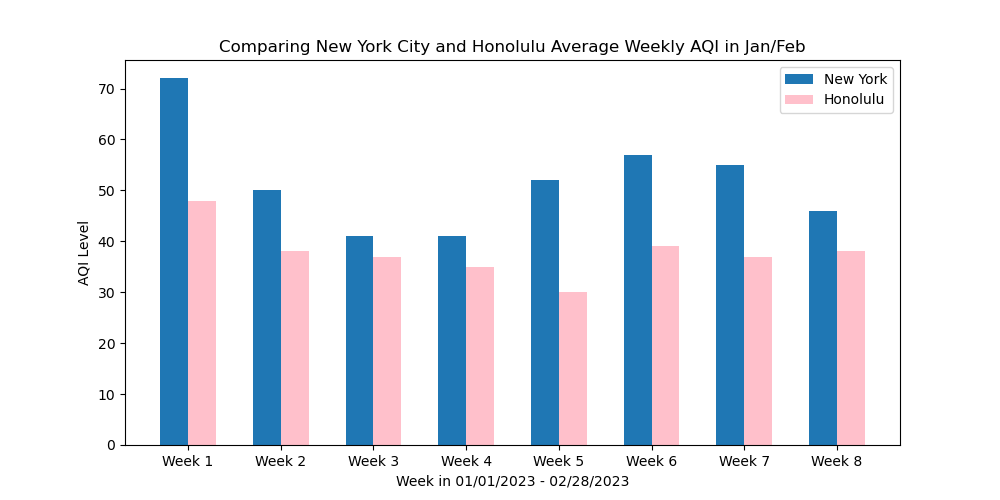 Comparing New York City and Honolulu Average Weekly AQI in Jan/Feb
New York
Honolulu
AQI Level
70
60
50
40
30
20
10
0
Week 1 Week 2 Week 3 Week 4 Week 5 Week 6 Week 7 Week 8
Week in 01/01/2023 - 02/28/2023